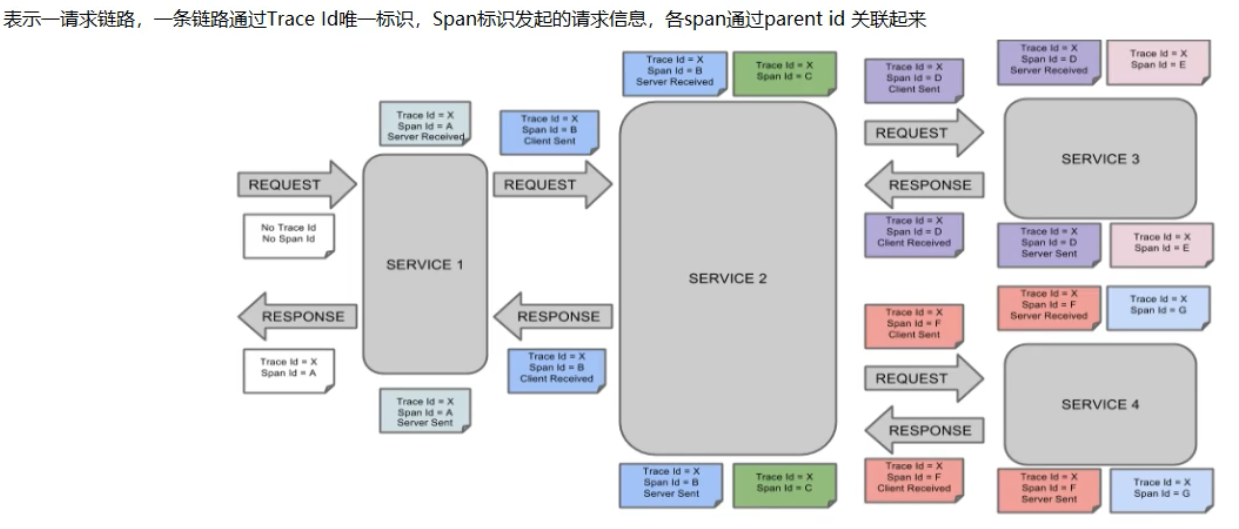 表示一请求链路，一条链路通过Trace Id唯一标识，Span标识发起的请求信息，各span通过parent id 关联起来
Trace Id = X
Span Id = A
Server Received
REQUEST
No Trace Id
No Span Id
SERVICE 1
RESPONSE
Trace Id = X
Span Id = A
Trace Id = X
Span Id = A
Server Sent
Trace Id = X
Span Id = B
Client Sent
REQUEST
RESPONSE
Trace Id = X
Span Id = B
Client Received
Trace Id = X
Span Id = B
Server Received
Trace Id = X
Span Id = C
SERVICE 2
Trace Id = X
Span Id = B
Server Sent
Trace Id = X
Span Id = C
Trace Id = X
Span Id = D
Client Sent
REQUEST
RESPONSE
Trace Id = X
Span Id = D
Client Received
Trace Id = X
Span Id = D
Server Received
Trace Id = X
Span Id = E
SERVICE 3
Trace Id = X
Span Id = D
Server Sent
Trace Id = X
Span Id = E
Trace Id = X
Span Id = F
Client Sent
REQUEST
RESPONSE
Trace Id = X
Span Id = F
Client Received
Trace Id = X
Span Id = F
Server Received
Trace Id = X
Span Id = G
SERVICE 4
Trace Id = X
Span Id = F
Server Sent
Trace Id = X
Span Id = G